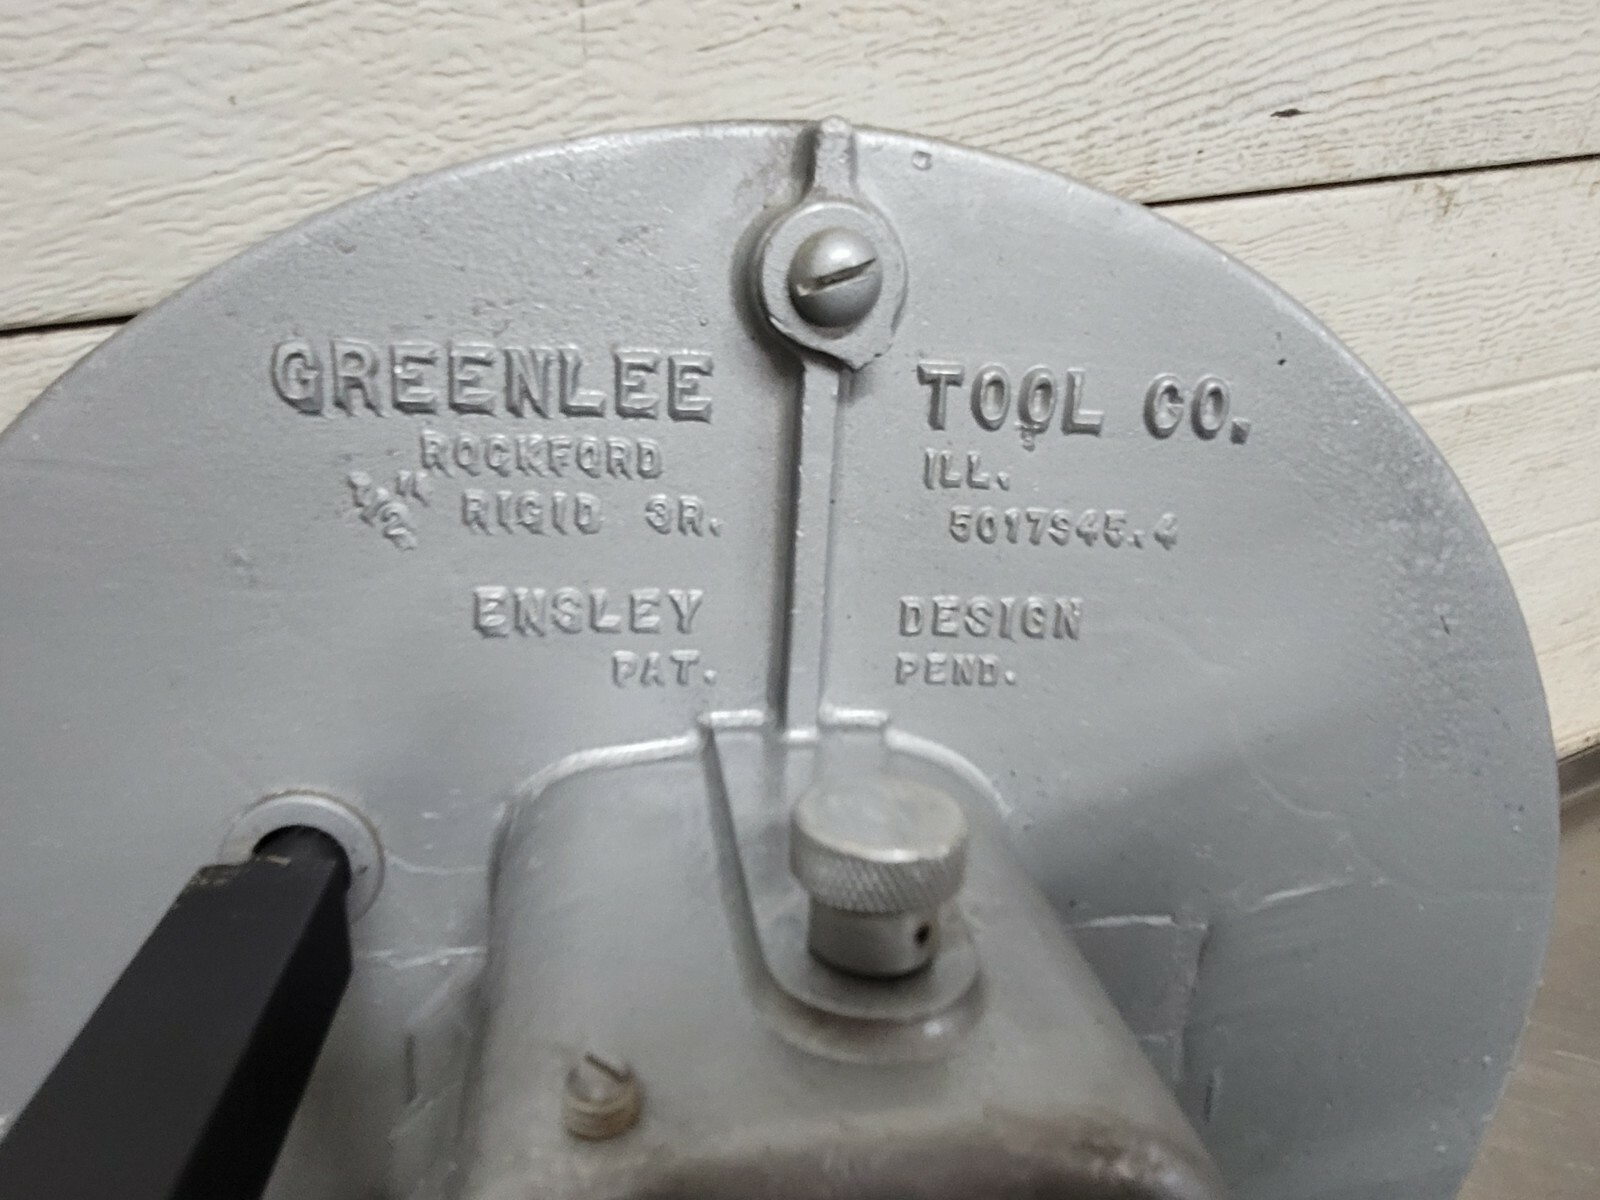 GREENLEE TOOL CO.
ROCKFORD ILL.
1/2" RIGID 3R. 5017945.4
ENSLEY DESIGN
PAT. PEND.